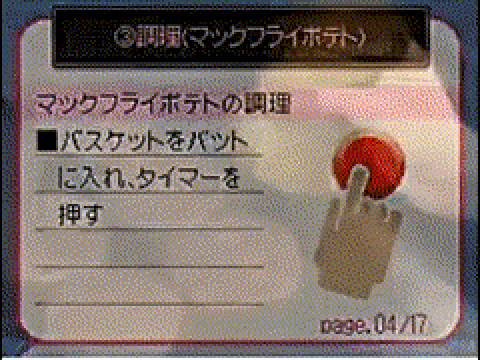 ③調理(マックフライポテト)
マックフライポテトの調理
■バスケットをバット
に入れ、タイマーを
押す
page.04/17